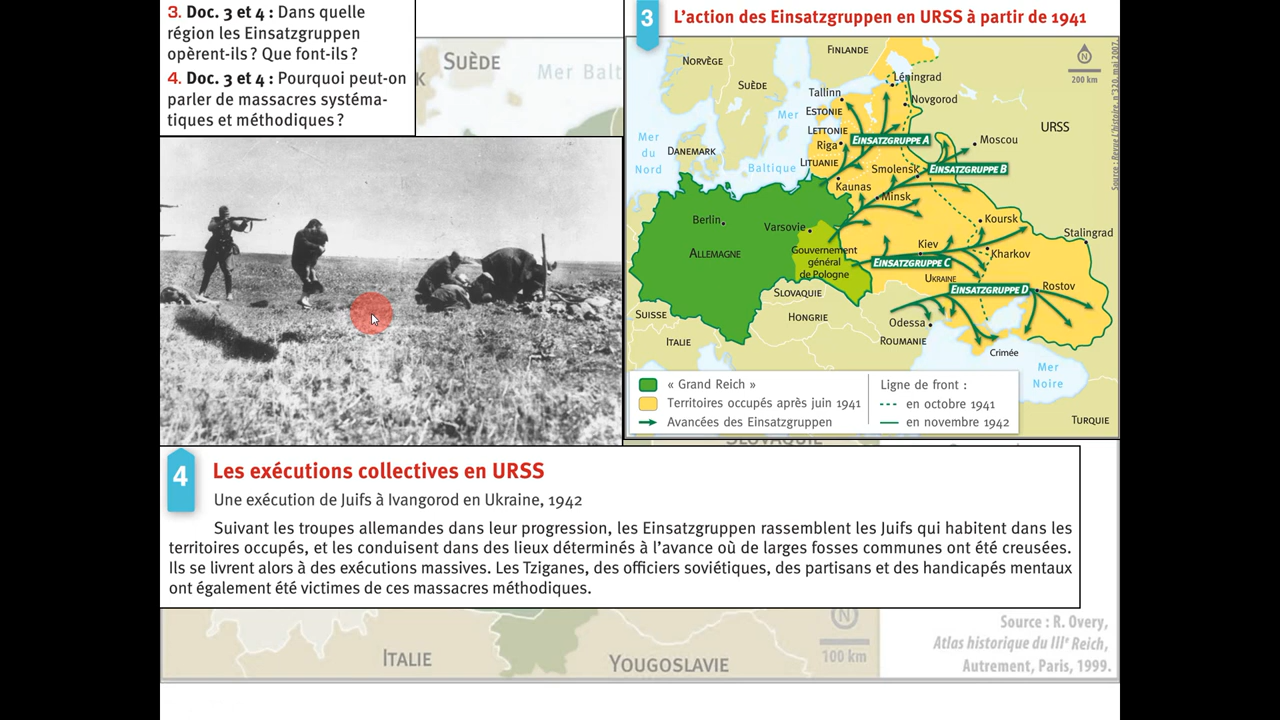 3. Doc. 3 et 4 : Dans quelle
région les Einsatzgruppen
opèrent-ils ? Que font-ils ?
4. Doc. 3 et 4 : Pourquoi peut-on
parler de massacres systéma-
tiques et méthodiques ?
K
SUÈDE
Mer Balt
3
L'action des Einsatzgruppen en URSS à partir de 1941
NORVÈGE
FINLANDE
SUÈDE
N
200 km
Source : Revue L'histoire, n°320, mai 2007.
Léningrad
Tallinn
Novgorod
ESTONIE
Mer
Baltique
LETTONIE
Riga
EINSATZGRUPPE A
Moscou
URSS
Mer
du
Nord
DANEMARK
LITUANIE
Smolensk
EINSATZGRUPPE B
Kaunas
Minsk
Berlin
Varsovie
Koursk
Stalingrad
ALLEMAGNE
Gouvernement
général
de Pologne
Kiev
Kharkov
EINSATZGRUPPE C
UKRAINE
SLOVAQUIE
EINSATZGRUPPE D
Rostov
SUISSE
HONGRIE
Odessa
ITALIE
ROUMANIE
Crimée
Mer
Noire
TURQUIE
« Grand Reich »
Territoires occupés après juin 1941
Avancées des Einsatzgruppen
Ligne de front :
en octobre 1941
en novembre 1942
SLOVAQUIE
4
Les exécutions collectives en URSS
Une exécution de Juifs à Ivangorod en Ukraine, 1942
Suivant les troupes allemandes dans leur progression, les Einsatzgruppen rassemblent les Juifs qui habitent dans les
territoires occupés, et les conduisent dans des lieux déterminés à l'avance où de larges fosses communes ont été creusées.
Ils se livrent alors à des exécutions massives. Les Tziganes, des officiers soviétiques, des partisans et des handicapés mentaux
ont également été victimes de ces massacres méthodiques.
ITALIE
YOUGOSLAVIE
N
100 km
Source : R. Overy,
Atlas historique du IIIe Reich,
Autrement, Paris, 1999.